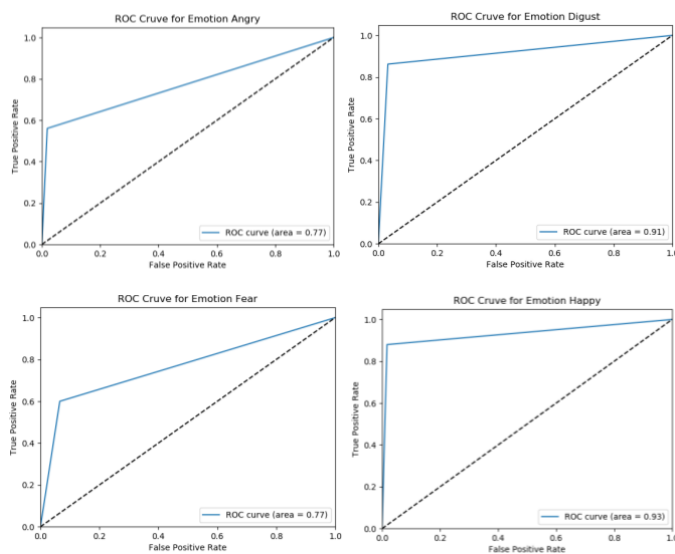 ROC Cruve for Emotion Angry
1.0
0.8
0.6
0.4
0.2
0.0
True Positive Rate
0.0 0.2 0.4 0.6 0.8 1.0
False Positive Rate
ROC curve (area = 0.77)
ROC Cruve for Emotion Digust
1.0
0.8
0.6
0.4
0.2
0.0
True Positive Rate
0.0 0.2 0.4 0.6 0.8 1.0
False Positive Rate
ROC curve (area = 0.91)
ROC Cruve for Emotion Fear
1.0
0.8
0.6
0.4
0.2
0.0
True Positive Rate
0.0 0.2 0.4 0.6 0.8 1.0
False Positive Rate
ROC curve (area = 0.77)
ROC Cruve for Emotion Happy
1.0
0.8
0.6
0.4
0.2
0.0
True Positive Rate
0.0 0.2 0.4 0.6 0.8 1.0
False Positive Rate
ROC curve (area = 0.93)